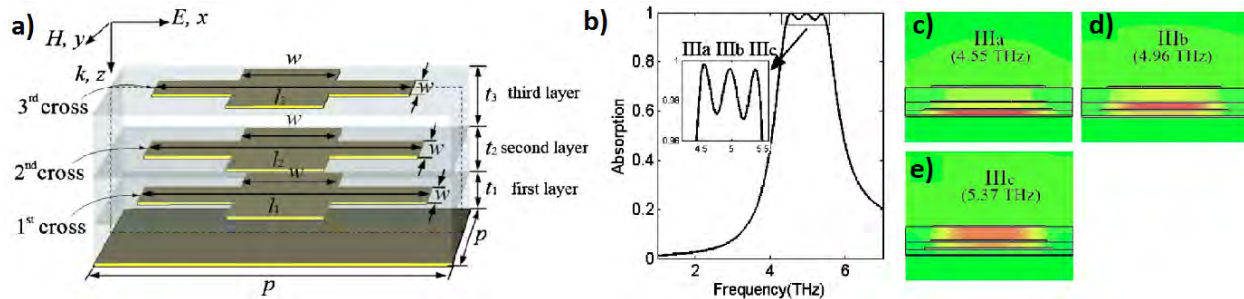 a)
E, x
H, y
k, z
w
w
l3
3rd cross
t3 third layer
w
w
l2
2nd cross
t2 second layer
w
w
l1
1st cross
t1 first layer
p
p
b)
1
0.8
0.6
0.4
0.2
0
Absorption
IIIa IIIb IIIc
1
0.98
0.96
4.5 5 5.5
2 4 6
Frequency(THz)
c)
IIIa
(4.55 THz)
d)
IIIb
(4.96 THz)
e)
IIIc
(5.37 THz)